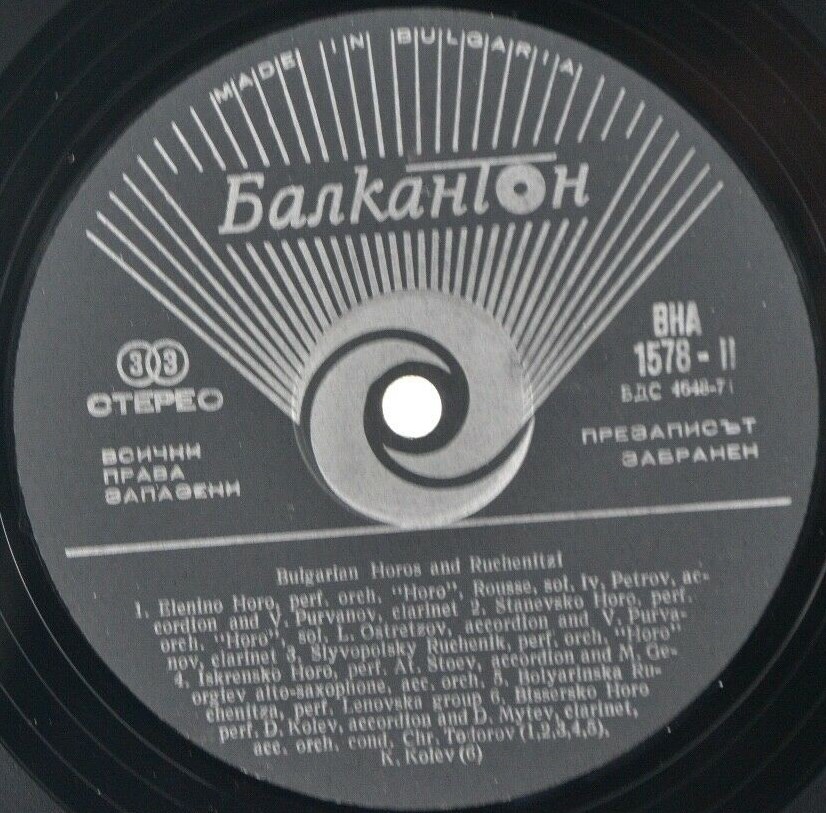 MADE IN BULGARIA
Балкантон
33
СТЕРЕО
ВСИЧКИ
ПРАВА
ЗАПАЗЕНИ
ВНА
1578 - II
БДС 4648-71
ПРЕЗАПИСЪТ
ЗАБРАНЕН
Bulgarian Horos and Ruchenitzi
1. Elenino Horo, perf. orch. "Horo", Rousse, sol. Iv. Petrov, ac-
cordion and V. Purvanov, clarinet 2. Stanevsko Horo, perf.
orch. "Horo", sol. L. Ostretzov, accordion and V. Purva-
nov, clarinet 3. Slyvopolsky Ruchenik, perf. orch. "Horo"
4. Iskrensko Horo, perf. At. Stoev, accordion and M. Ge-
orgiev alto-saxophone, acc. orch. 5. Bolyarinska Ru-
chenitza, perf. Lenovska group 6. Bissersko Horo
perf. D. Kolev, accordion and D. Mytev, clarinet,
acc. orch. cond. Chr. Todorov (1,2,3,4,5),
K. Kolev (6)